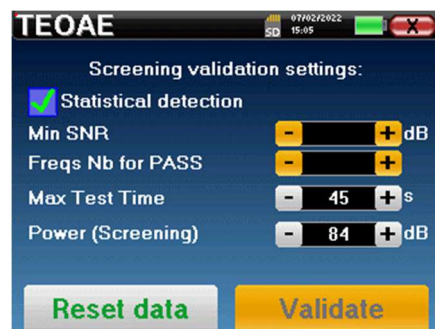 TEOAE
SD
07/02/2022
15:05
X
Screening validation settings:
Statistical detection
Min SNR - + dB
Freqs Nb for PASS - +
Max Test Time - 45 + s
Power (Screening) - 84 + dB
Reset data Validate